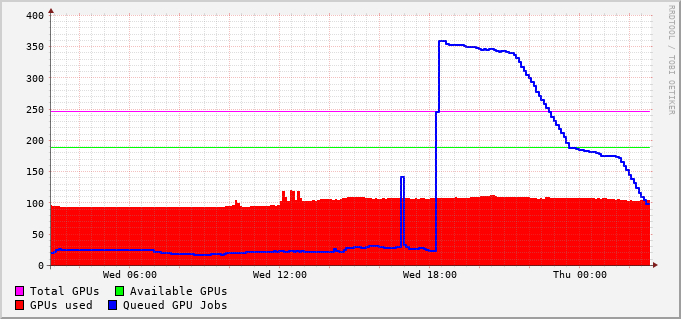 400
350
300
250
200
150
100
50
0
Wed 06:00 Wed 12:00 Wed 18:00 Thu 00:00
Total GPUs Available GPUs
GPUs used Queued GPU Jobs
RRDTOOL / TOBI OETIKER